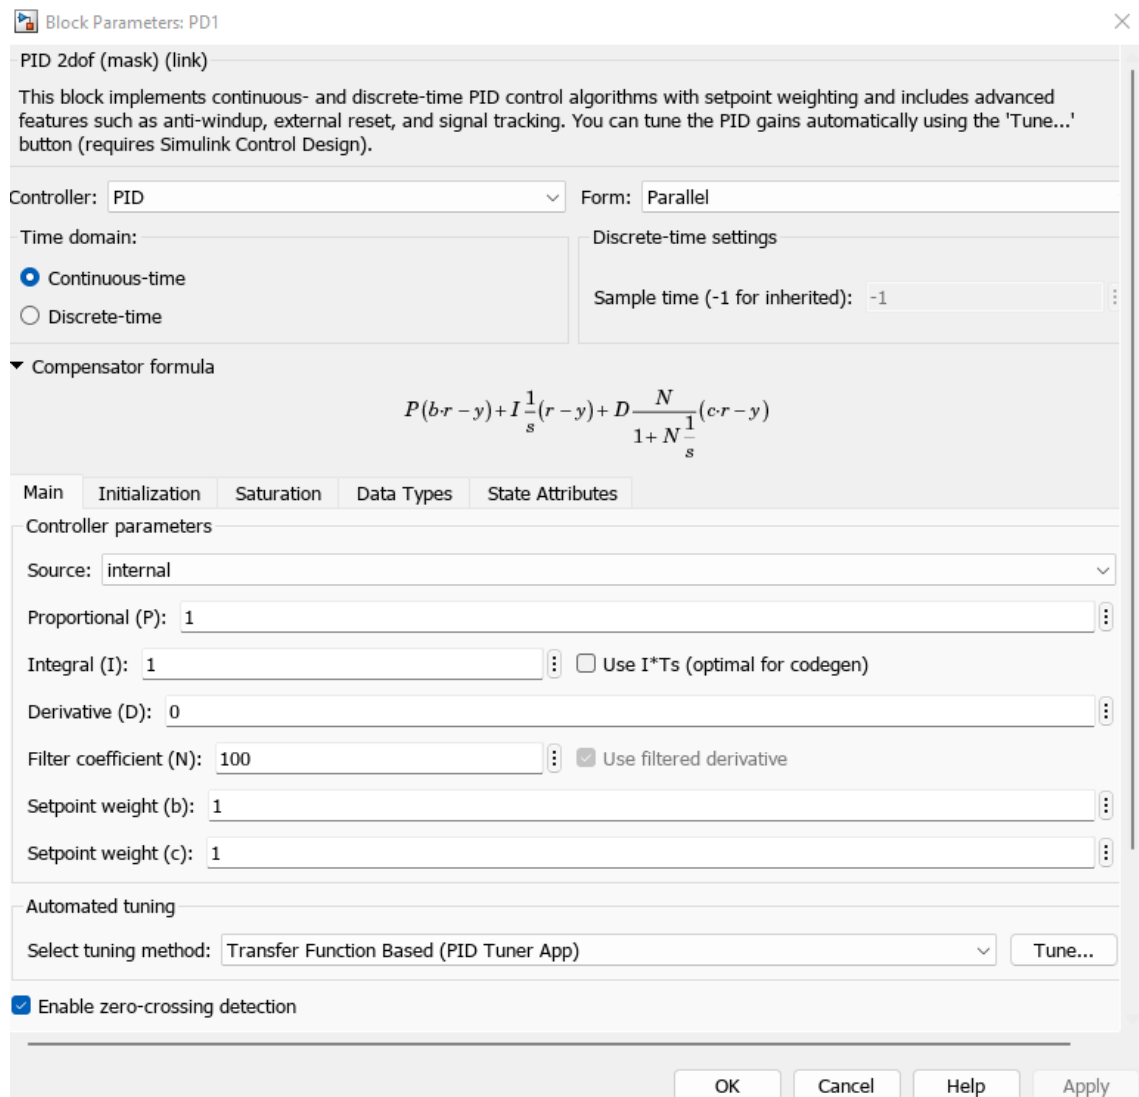 Block Parameters: PD1
PID 2dof (mask) (link)
This block implements continuous- and discrete-time PID control algorithms with setpoint weighting and includes advanced
features such as anti-windup, external reset, and signal tracking. You can tune the PID gains automatically using the 'Tune...'
button (requires Simulink Control Design).
Controller: PID Form: Parallel
Time domain:
Continuous-time
Discrete-time
Discrete-time settings
Sample time (-1 for inherited): -1
Compensator formula
P(b·r − y) + I 1/s (r − y) + D N/(1 + N 1/s) (c·r − y)
Main Initialization Saturation Data Types State Attributes
Controller parameters
Source: internal
Proportional (P): 1
Integral (I): 1 Use I*Ts (optimal for codegen)
Derivative (D): 0
Filter coefficient (N): 100 Use filtered derivative
Setpoint weight (b): 1
Setpoint weight (c): 1
Automated tuning
Select tuning method: Transfer Function Based (PID Tuner App) Tune...
Enable zero-crossing detection
OK Cancel Help Apply